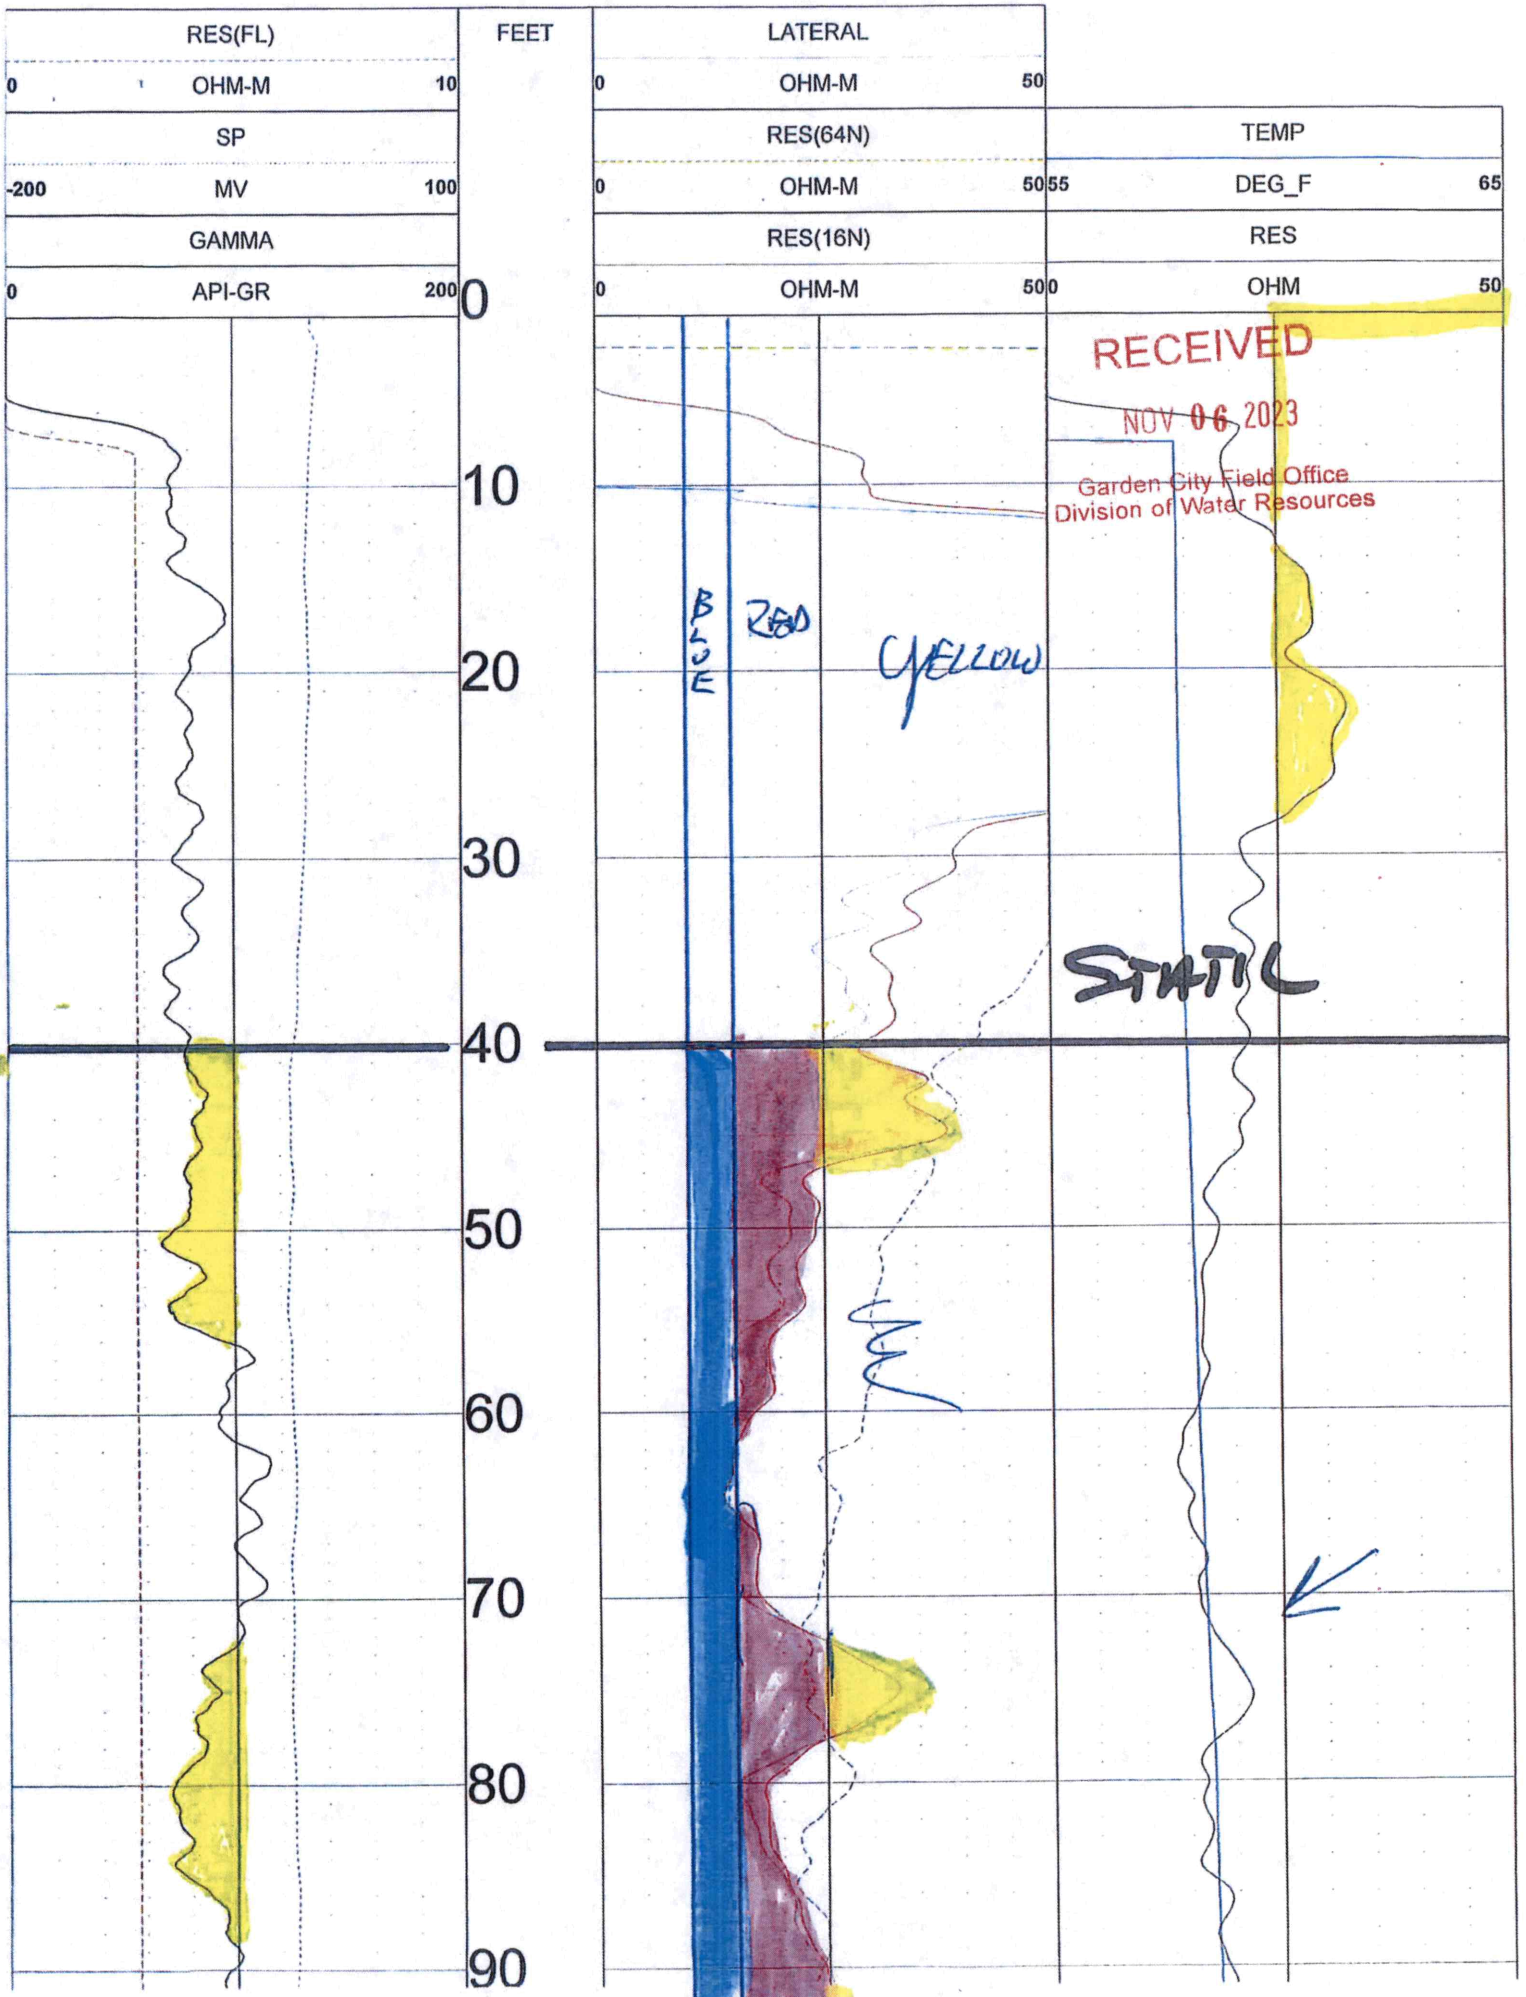 RES(FL)
0 OHM-M 10
SP
-200 MV 100
GAMMA
0 API-GR 200
FEET
LATERAL
0 OHM-M 50
RES(64N)
0 OHM-M 50
RES(16N)
0 OHM-M 50
TEMP
55 DEG_F 65
RES
0 OHM 50
0
RECEIVED
NOV 06 2023
Garden City Field Office
Division of Water Resources
10
BLUE
RED
YELLOW
20
30
STATIC
40
50
60
70
80
90